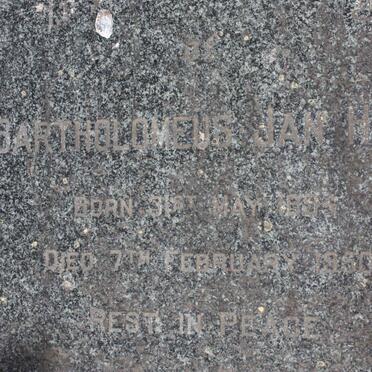 BARTHOLOMEUS JAN H
BORN 31ST MAY
DIED 7TH FEBRUARY
REST IN PEACE